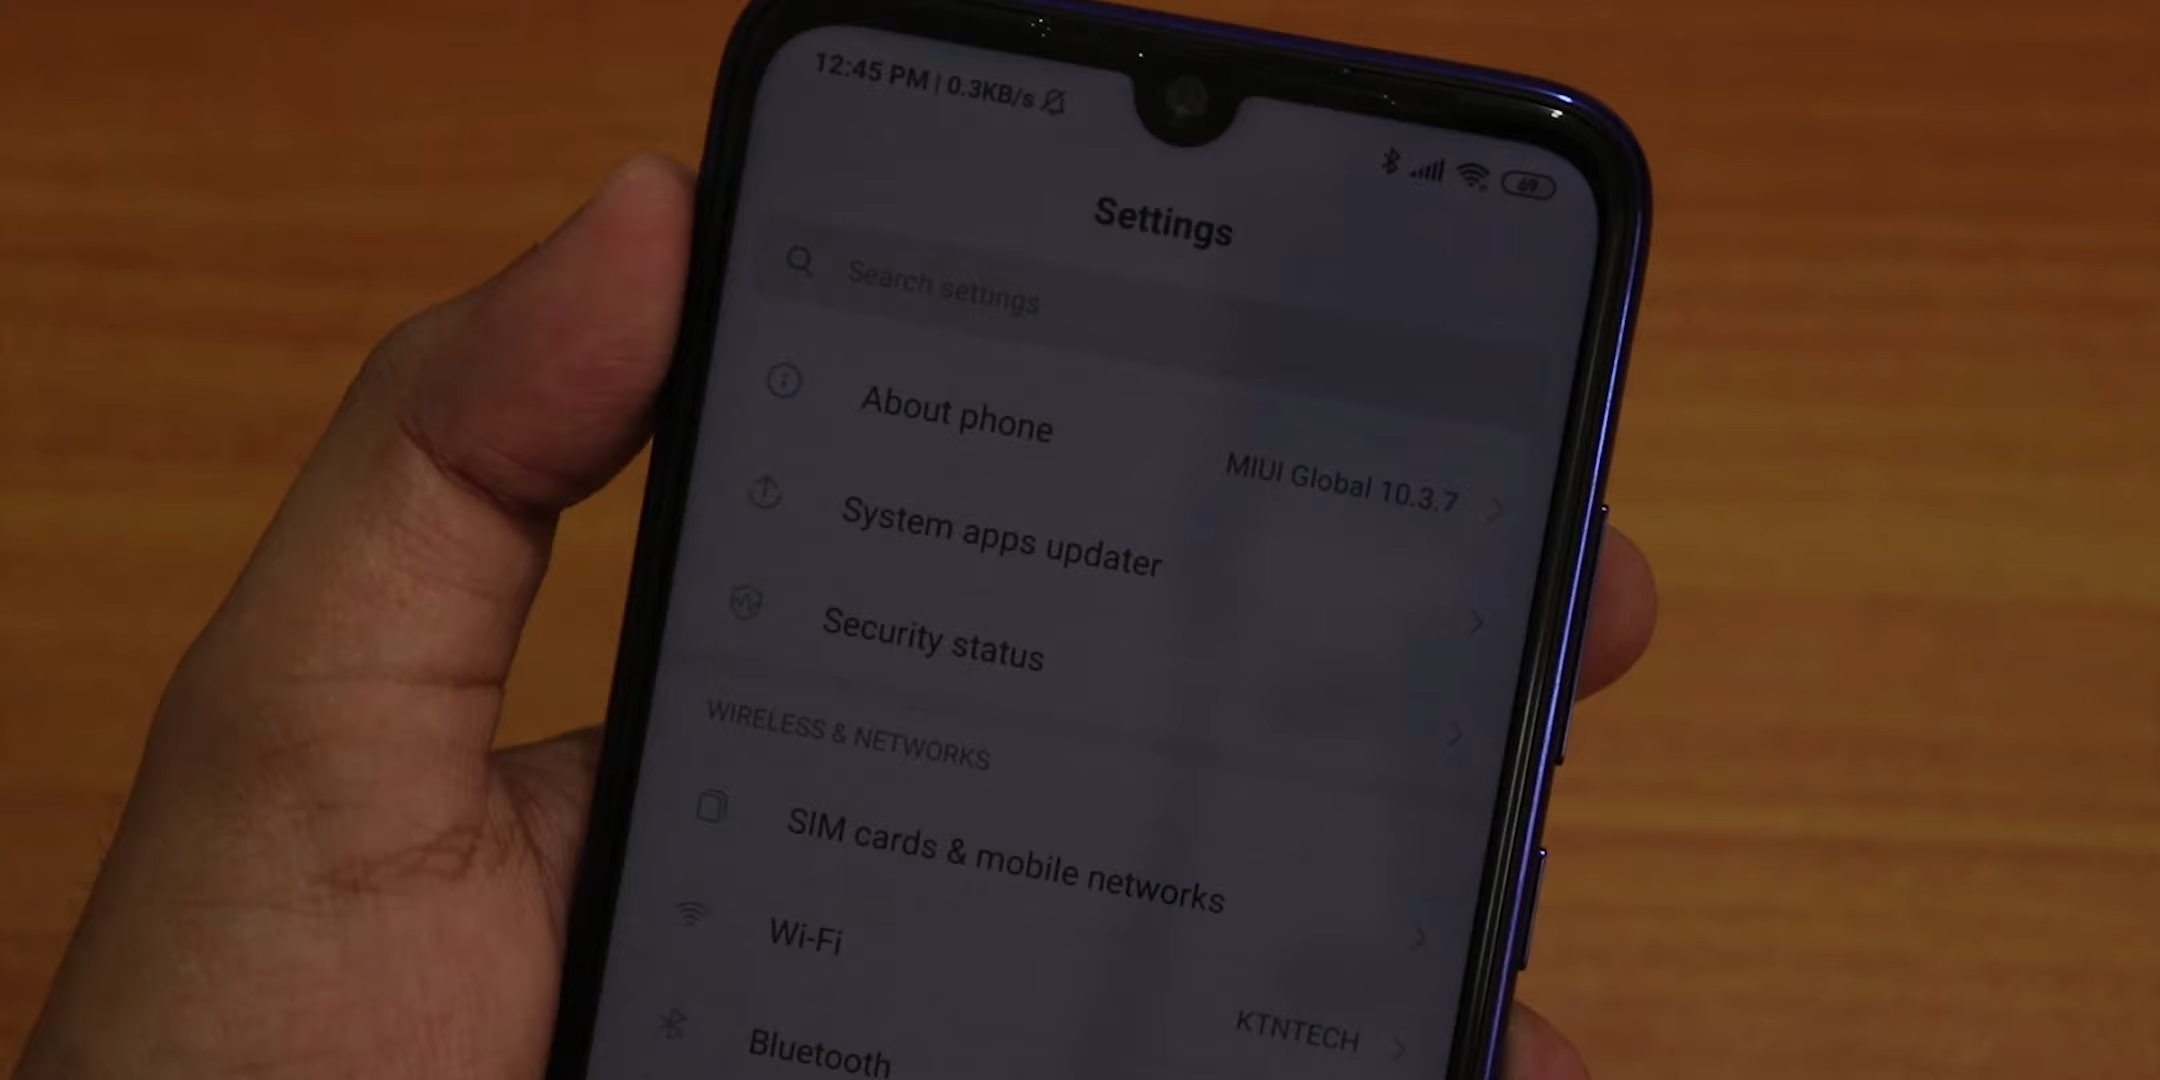 12:45 PM | 0.3KB/s
69
Settings
Search settings
About phone
MIUI Global 10.3.7
System apps updater
Security status
WIRELESS & NETWORKS
SIM cards & mobile networks
Wi-Fi
KTNTECH
Bluetooth